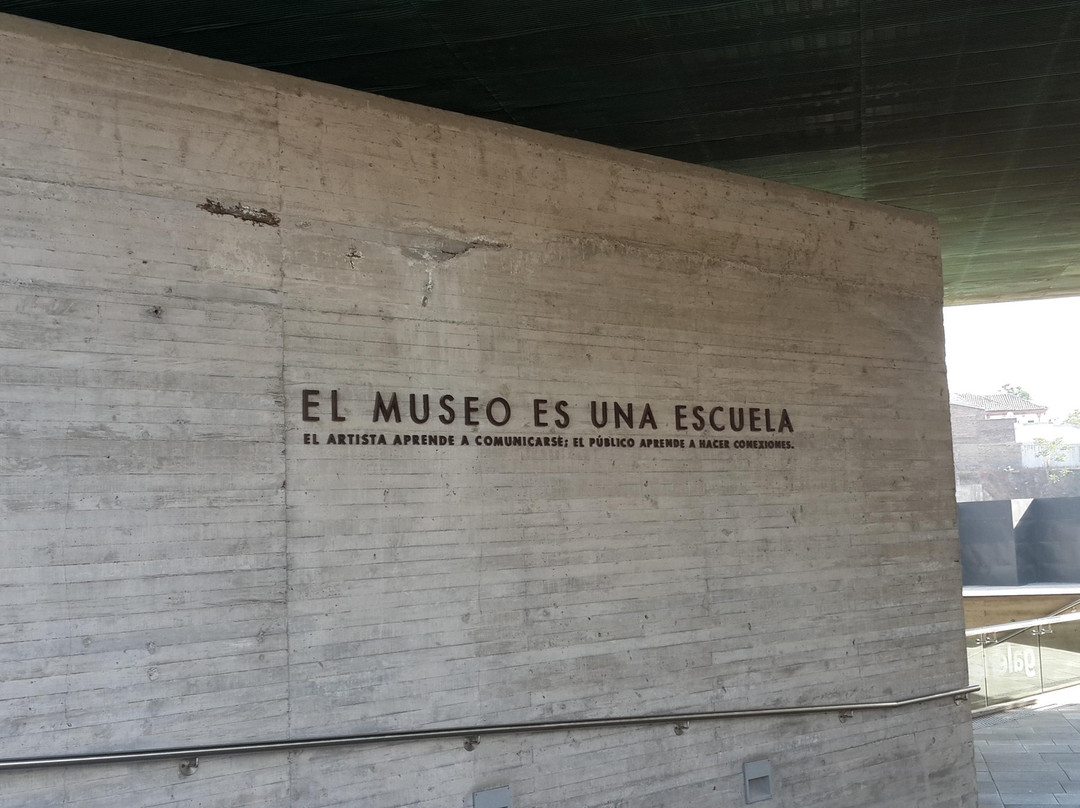 EL MUSEO ES UNA ESCUELA
EL ARTISTA APRENDE A COMUNICARSE; EL PÚBLICO APRENDE A HACER CONEXIONES.